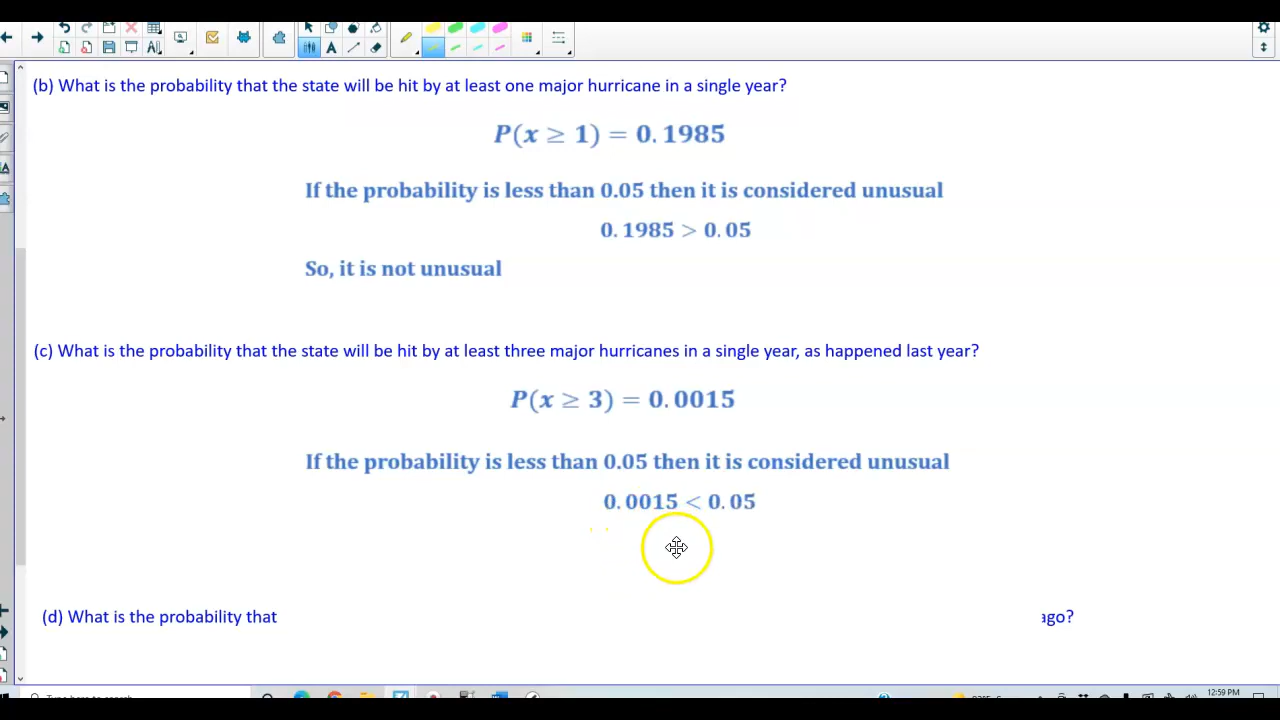 (b) What is the probability that the state will be hit by at least one major hurricane in a single year?
P(x ≥ 1) = 0.1985
If the probability is less than 0.05 then it is considered unusual
0.1985 > 0.05
So, it is not unusual
(c) What is the probability that the state will be hit by at least three major hurricanes in a single year, as happened last year?
P(x ≥ 3) = 0.0015
If the probability is less than 0.05 then it is considered unusual
0.0015 < 0.05
(d) What is the probability that ago?
12:59 PM